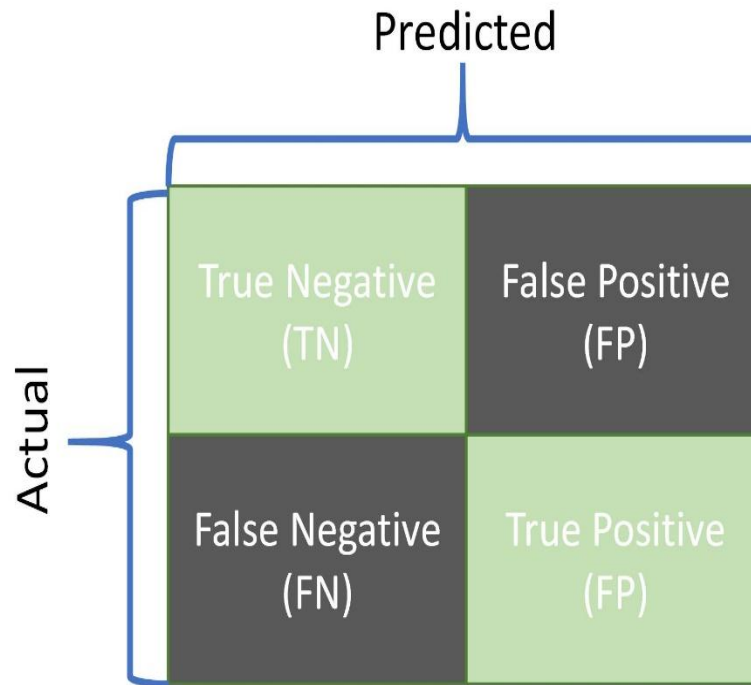 Predicted
Actual
True Negative
(TN)
False Positive
(FP)
False Negative
(FN)
True Positive
(FP)